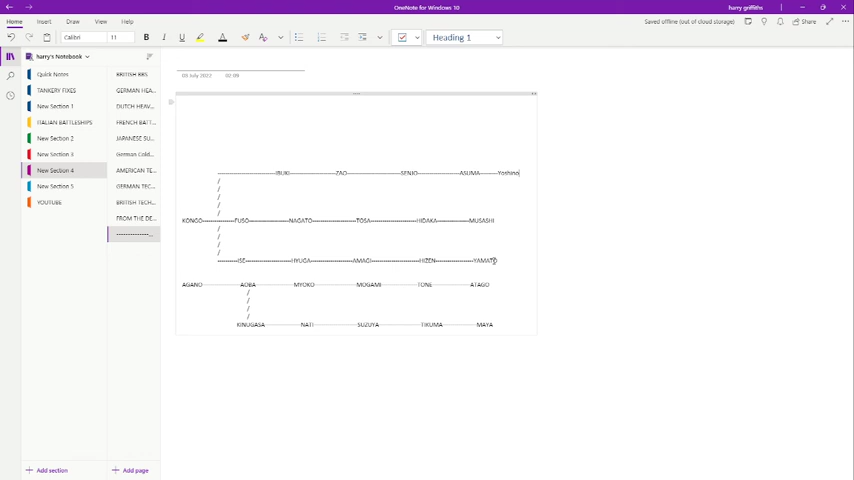 OneNote for Windows 10
harry griffiths
Home Insert Draw View Help
Saved offline (out of cloud storage)
Share
Calibri 11 B I U A Heading 1
harry's Notebook
Quick Notes
TANKERY FIXES
New Section 1
ITALIAN BATTLESHIPS
New Section 2
New Section 3
New Section 4
New Section 5
YOUTUBE
BRITISH BBS
GERMAN HEA...
DUTCH HEAV...
FRENCH BATT...
JAPANESE SU...
German Cold...
AMERICAN TE...
GERMAN TEC...
BRITISH TECH...
FROM THE DE...
---------------...
03 July 2022 02:09
IBUKI ZAO SENJO ASUMA Yoshino
KONGO FUSO NAGATO TOSA HIDAKA MUSASHI
ISE HYUGA AMAGI HIZEN YAMATO
AGANO AOBA MYOKO MOGAMI TONE ATAGO
KINUGASA NATI SUZUYA TIKUMA MAYA
Add section
Add page